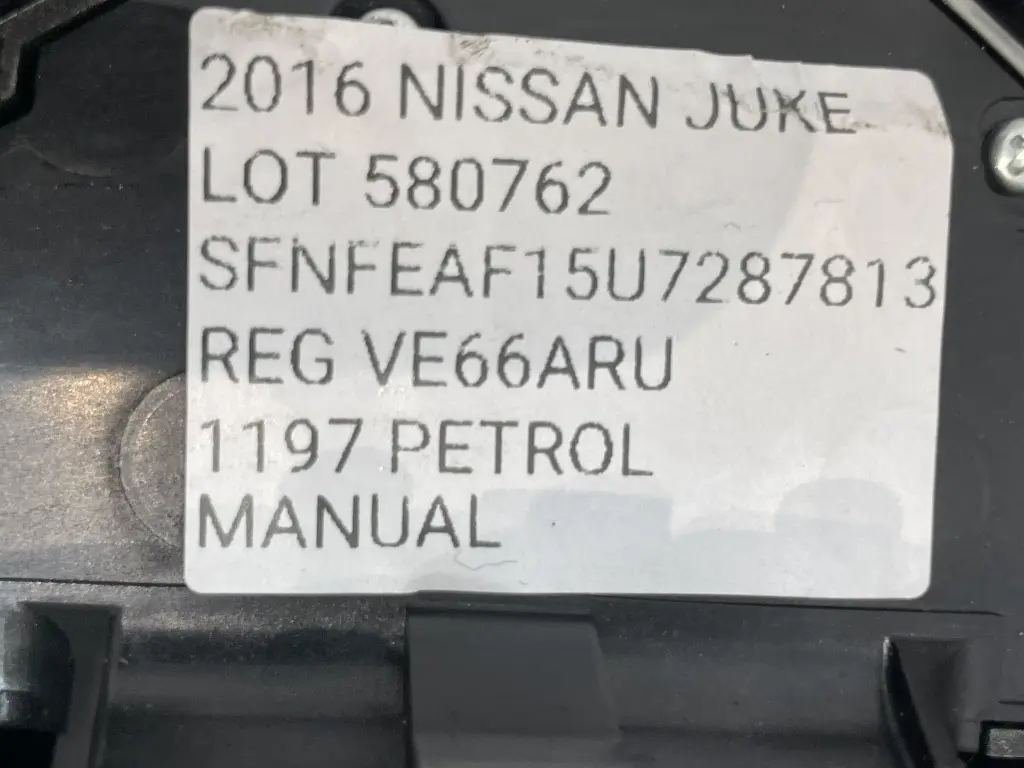 2016 NISSAN JUKE
LOT 580762
SFNFEAF15U7287813
REG VE66ARU
1197 PETROL
MANUAL